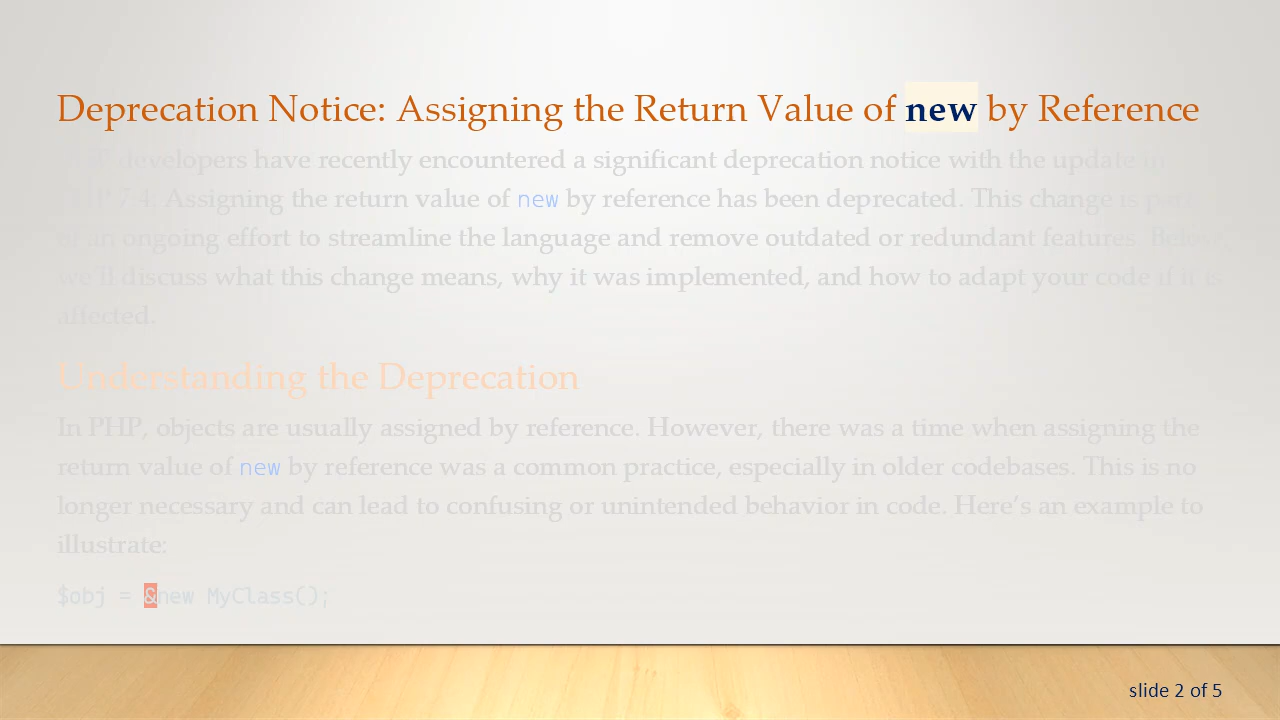 Deprecation Notice: Assigning the Return Value of new by Reference
PHP developers have recently encountered a significant deprecation notice with the update in
PHP 7.4: Assigning the return value of new by reference has been deprecated. This change is part
of an ongoing effort to streamline the language and remove outdated or redundant features. Below,
we'll discuss what this change means, why it was implemented, and how to adapt your code if it is
affected.
Understanding the Deprecation
In PHP, objects are usually assigned by reference. However, there was a time when assigning the
return value of new by reference was a common practice, especially in older codebases. This is no
longer necessary and can lead to confusing or unintended behavior in code. Here's an example to
illustrate:
$obj = &new MyClass();
slide 2 of 5